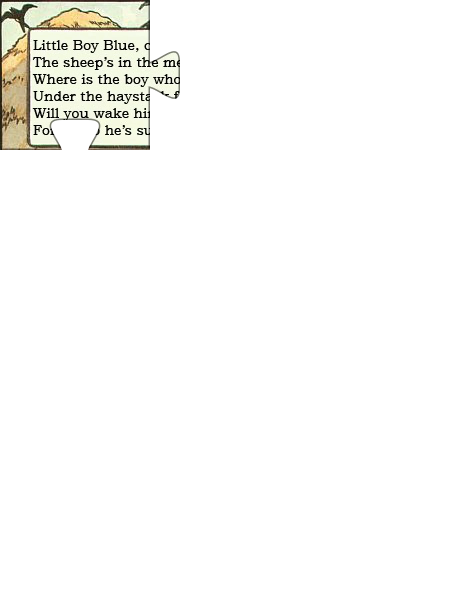 Little Boy Blue, c
The sheep's in the me
Where is the boy who
Under the haysta
Will you wake hi
Fo he's su